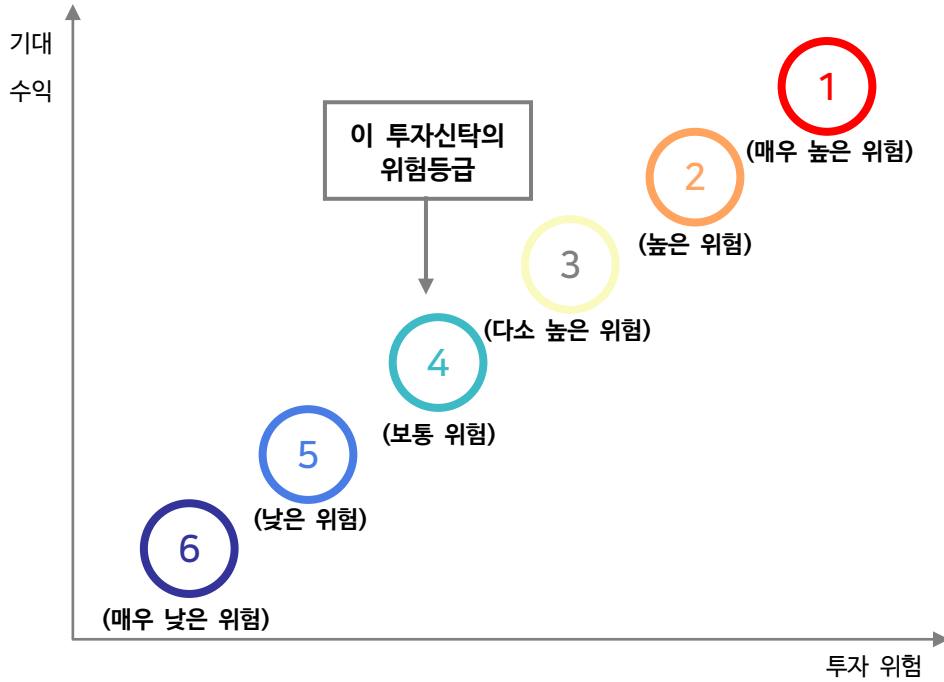 기대
수익
1
(매우 높은 위험)
이 투자신탁의
위험등급
2
(높은 위험)
3
(다소 높은 위험)
4
(보통 위험)
5
(낮은 위험)
6
(매우 낮은 위험)
투자 위험